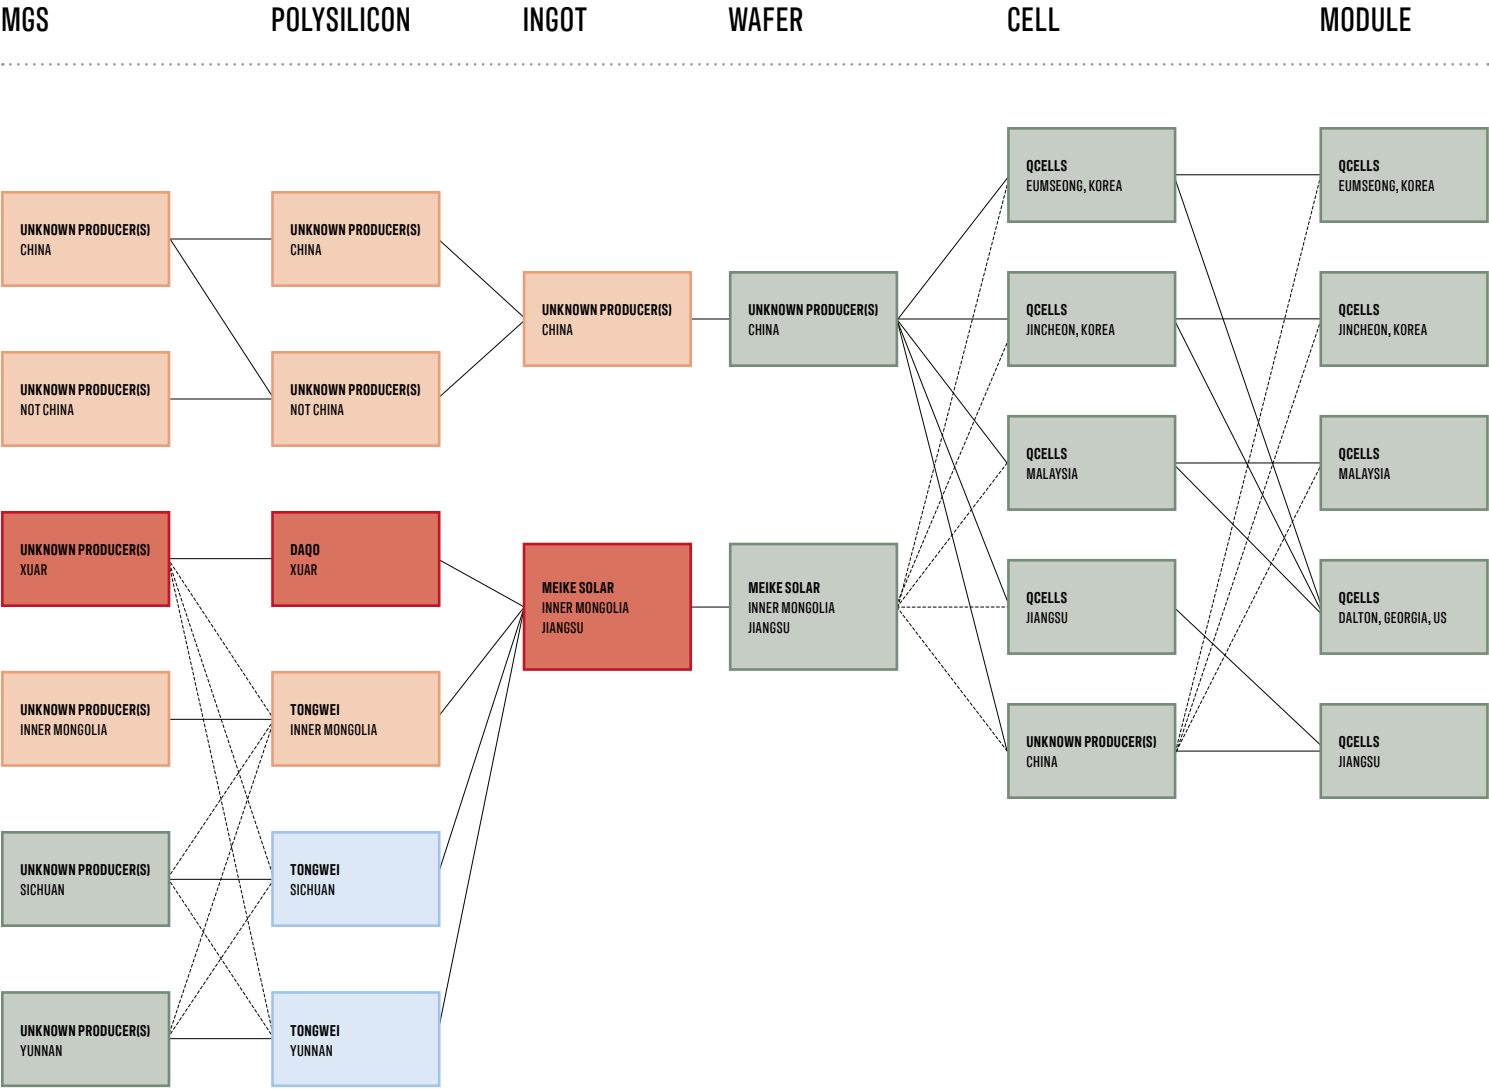 MGS
POLYSILICON
INGOT
WAFER
CELL
MODULE
UNKNOWN PRODUCER(S)
CHINA
UNKNOWN PRODUCER(S)
NOT CHINA
UNKNOWN PRODUCER(S)
XUAR
UNKNOWN PRODUCER(S)
INNER MONGOLIA
UNKNOWN PRODUCER(S)
SICHUAN
UNKNOWN PRODUCER(S)
YUNNAN
UNKNOWN PRODUCER(S)
CHINA
UNKNOWN PRODUCER(S)
NOT CHINA
DAQO
XUAR
TONGWEI
INNER MONGOLIA
TONGWEI
SICHUAN
TONGWEI
YUNNAN
UNKNOWN PRODUCER(S)
CHINA
MEIKE SOLAR
INNER MONGOLIA
JIANGSU
UNKNOWN PRODUCER(S)
CHINA
MEIKE SOLAR
INNER MONGOLIA
JIANGSU
QCELLS
EUMSEONG, KOREA
QCELLS
JINCHEON, KOREA
QCELLS
MALAYSIA
QCELLS
JIANGSU
UNKNOWN PRODUCER(S)
CHINA
QCELLS
EUMSEONG, KOREA
QCELLS
JINCHEON, KOREA
QCELLS
MALAYSIA
QCELLS
DALTON, GEORGIA, US
QCELLS
JIANGSU